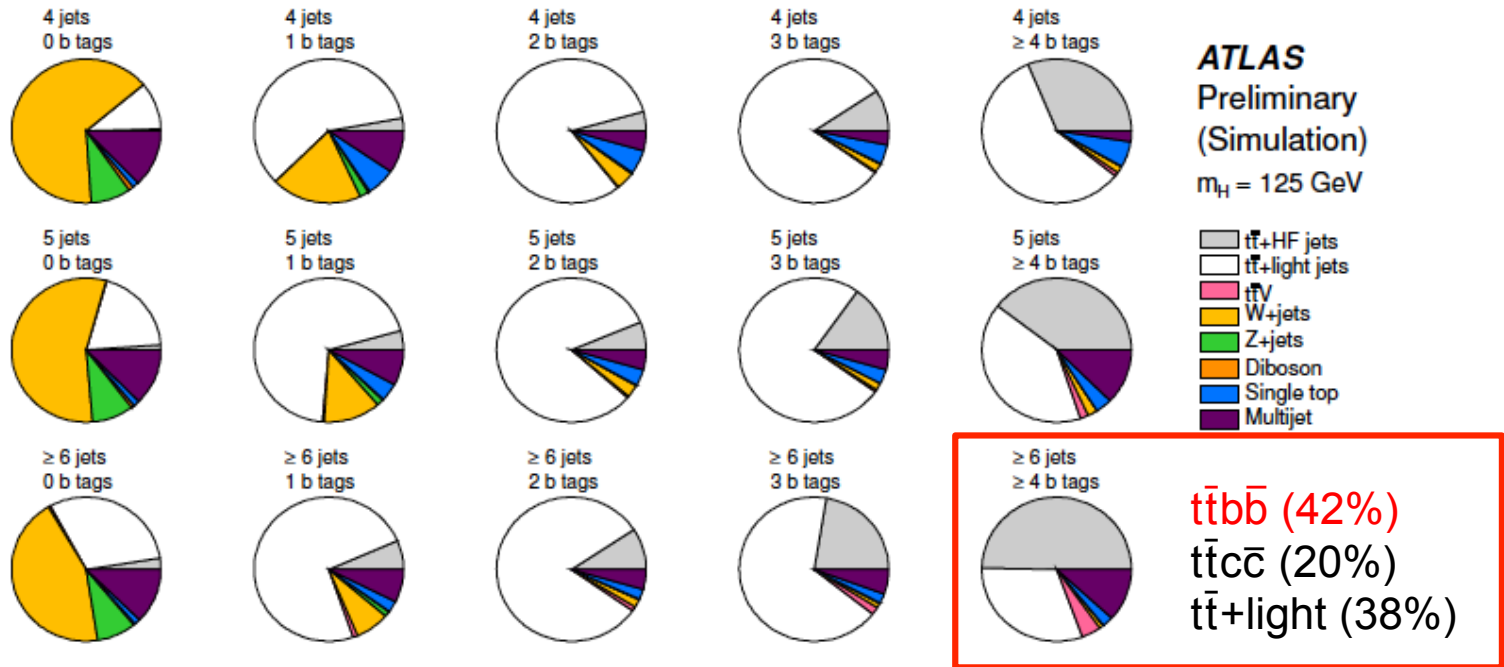 4 jets
0 b tags
4 jets
1 b tags
4 jets
2 b tags
4 jets
3 b tags
4 jets
≥ 4 b tags
ATLAS
Preliminary
(Simulation)
m_H = 125 GeV
5 jets
0 b tags
5 jets
1 b tags
5 jets
2 b tags
5 jets
3 b tags
5 jets
≥ 4 b tags
tt̄+HF jets
tt̄+light jets
tt̄V
W+jets
Z+jets
Diboson
Single top
Multijet
≥ 6 jets
0 b tags
≥ 6 jets
1 b tags
≥ 6 jets
2 b tags
≥ 6 jets
3 b tags
≥ 6 jets
≥ 4 b tags
tt̄bb̄ (42%)
tt̄cc̄ (20%)
tt̄+light (38%)